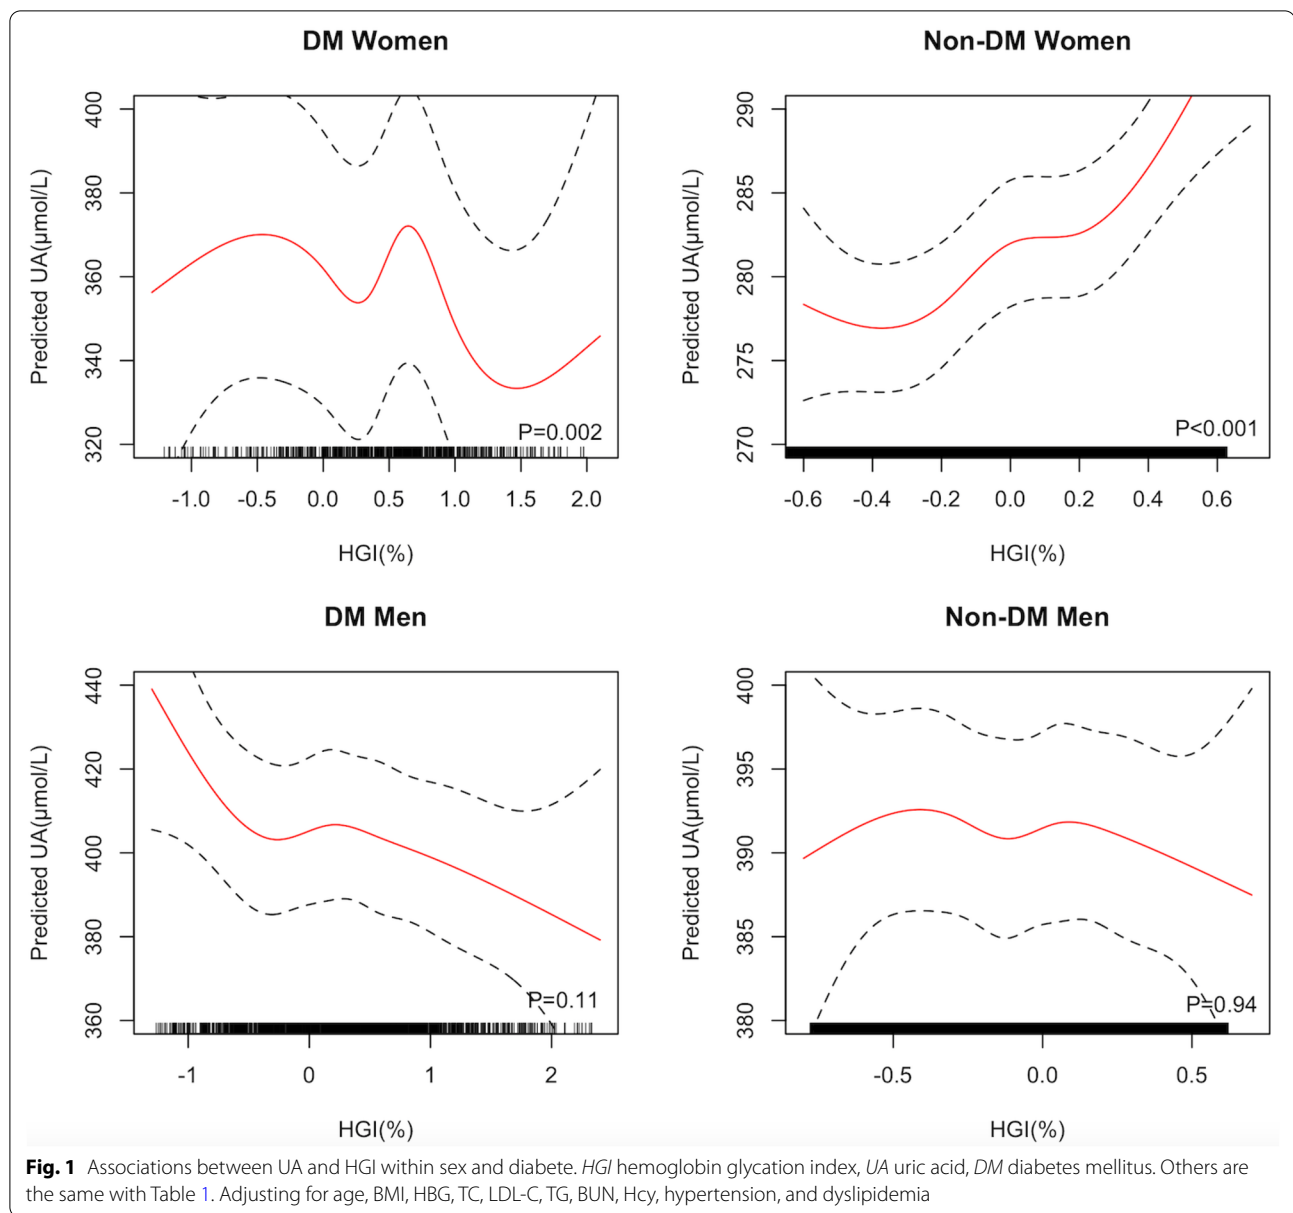 DM Women
Predicted UA(μmol/L)
400
380
360
340
320
P=0.002
-1.0 -0.5 0.0 0.5 1.0 1.5 2.0
HGI(%)
Non-DM Women
Predicted UA(μmol/L)
290
285
280
275
270
P<0.001
-0.6 -0.4 -0.2 0.0 0.2 0.4 0.6
HGI(%)
DM Men
Predicted UA(μmol/L)
440
420
400
380
360
P=0.11
-1 0 1 2
HGI(%)
Non-DM Men
Predicted UA(μmol/L)
400
395
390
385
380
P=0.94
-0.5 0.0 0.5
HGI(%)
Fig. 1 Associations between UA and HGI within sex and diabete. HGI hemoglobin glycation index, UA uric acid, DM diabetes mellitus. Others are
the same with Table 1. Adjusting for age, BMI, HBG, TC, LDL-C, TG, BUN, Hcy, hypertension, and dyslipidemia